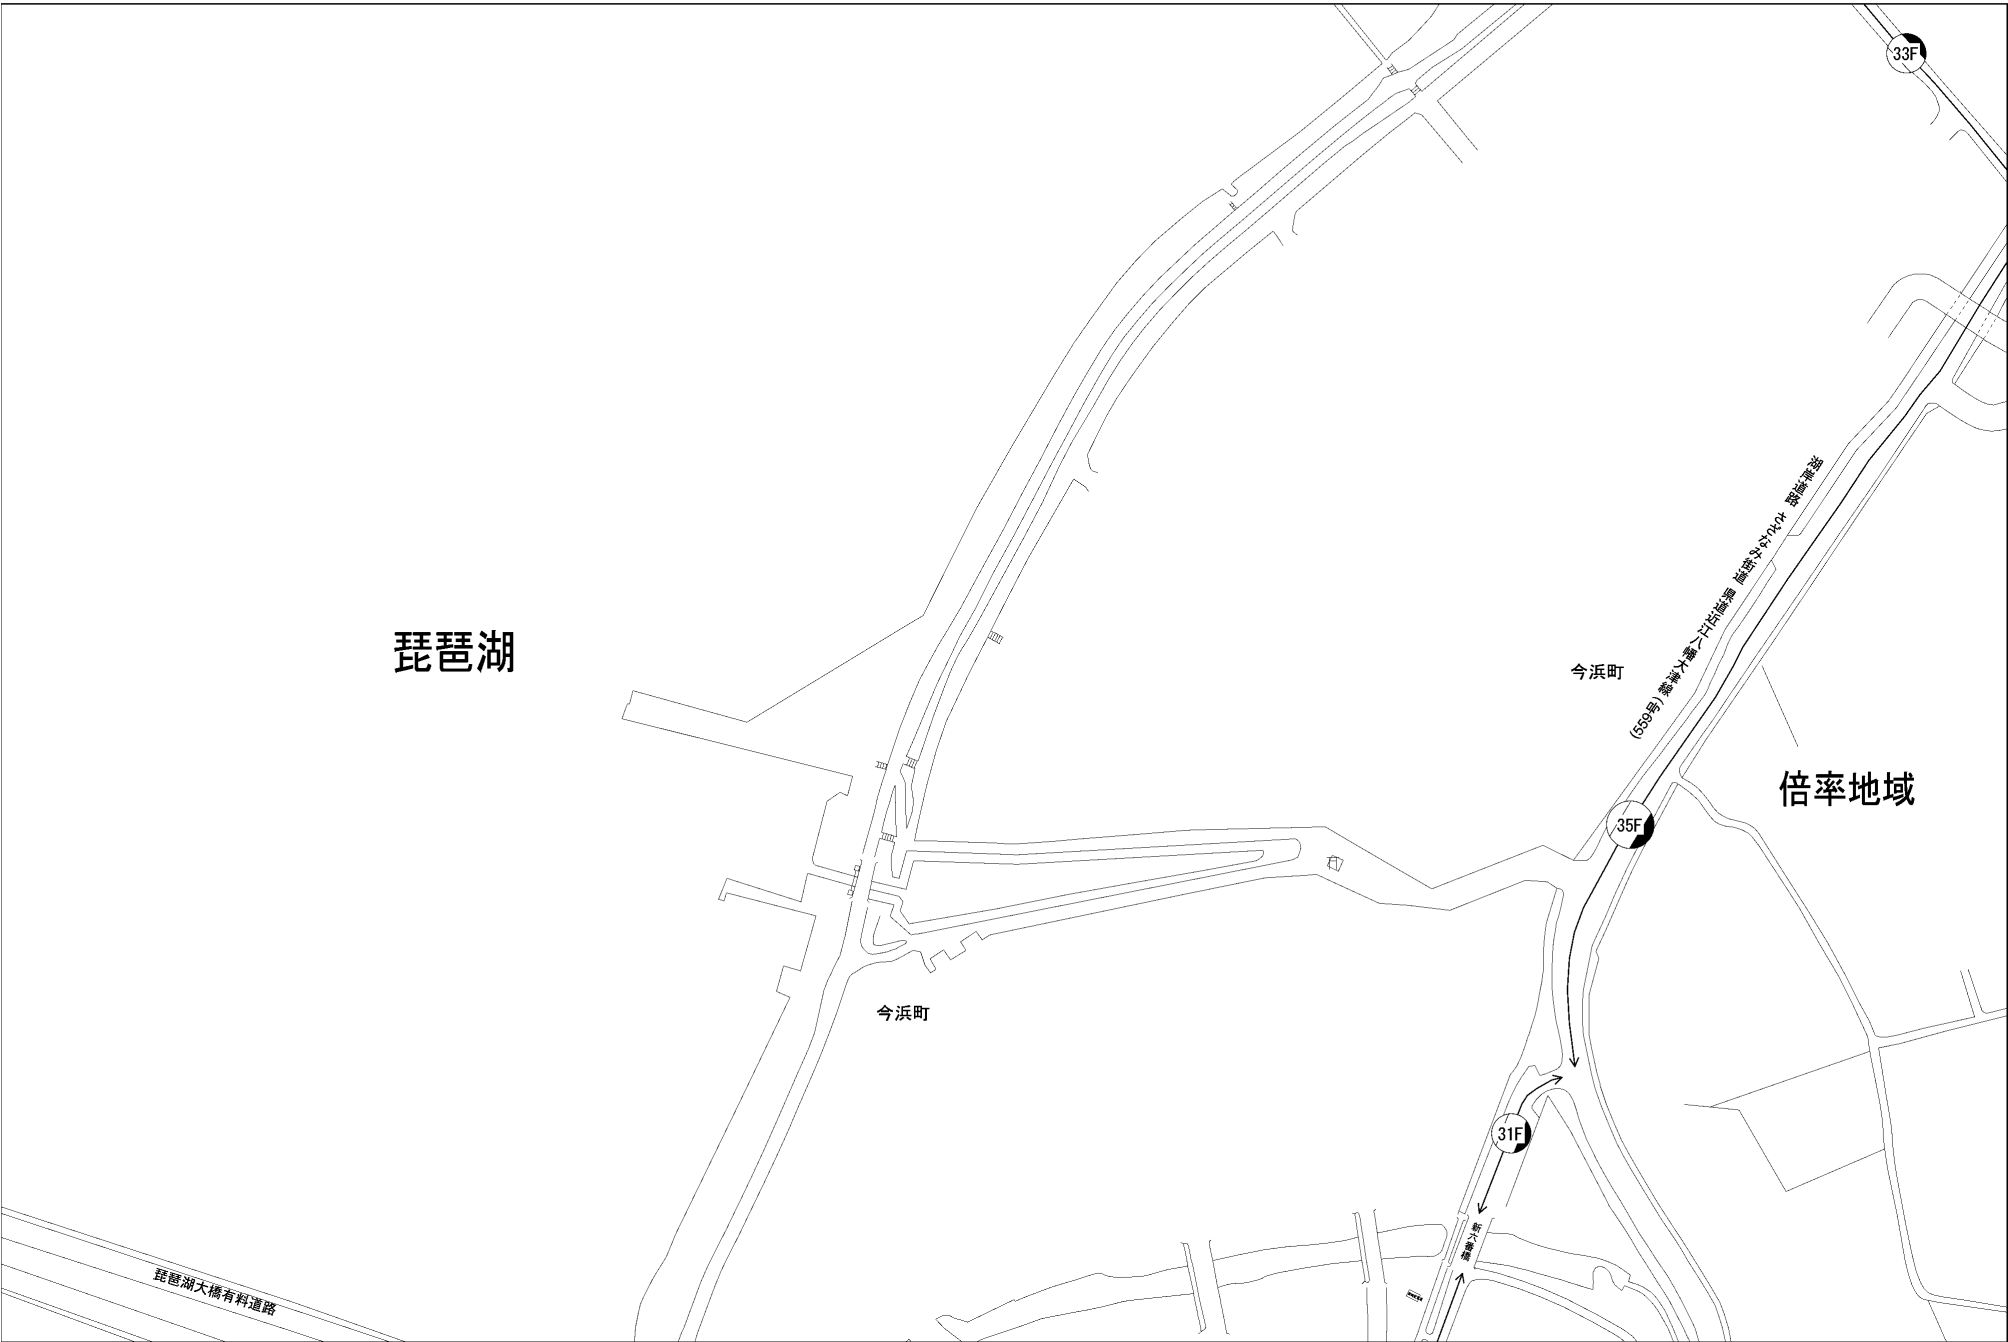 33F
湖岸道路 さざなみ街道 県道近江八幡大津線 (559号)
琵琶湖
今浜町
倍率地域
35F
今浜町
31F
新六番橋
琵琶湖大橋有料道路